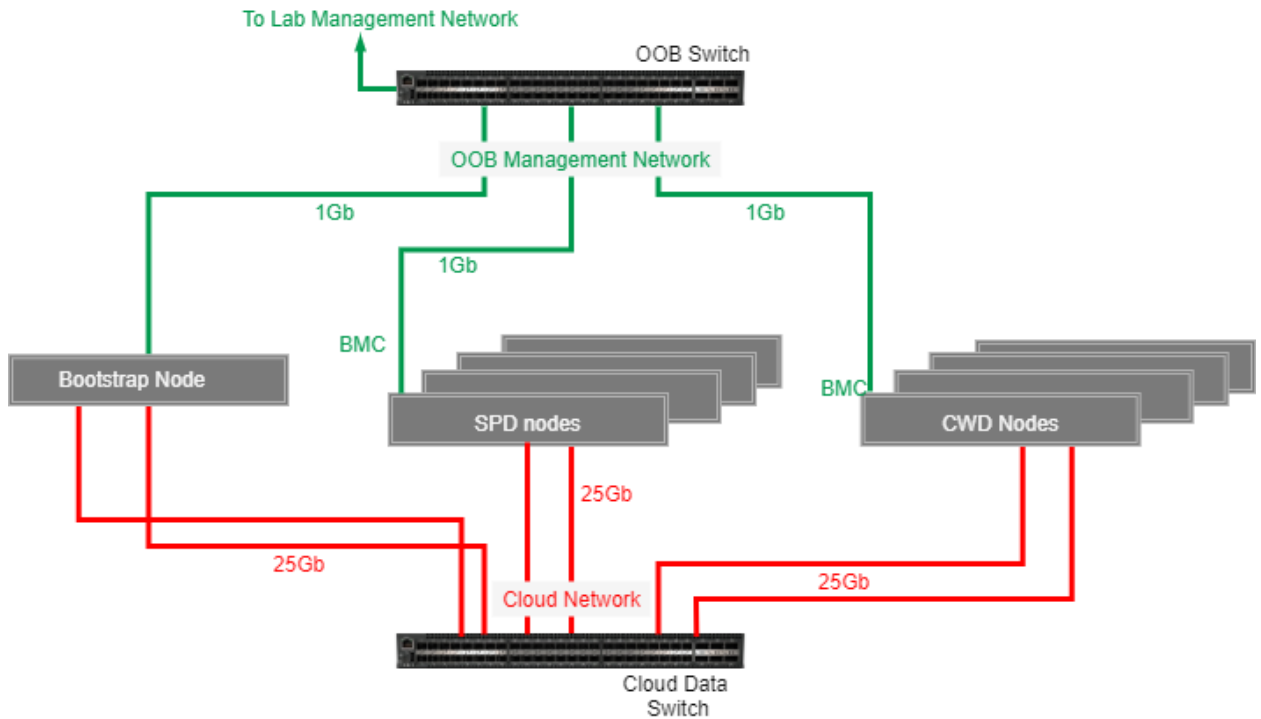 To Lab Management Network
OOB Switch
OOB Management Network
1Gb
1Gb
1Gb
BMC
BMC
Bootstrap Node
SPD nodes
CWD Nodes
25Gb
25Gb
25Gb
Cloud Network
Cloud Data
Switch